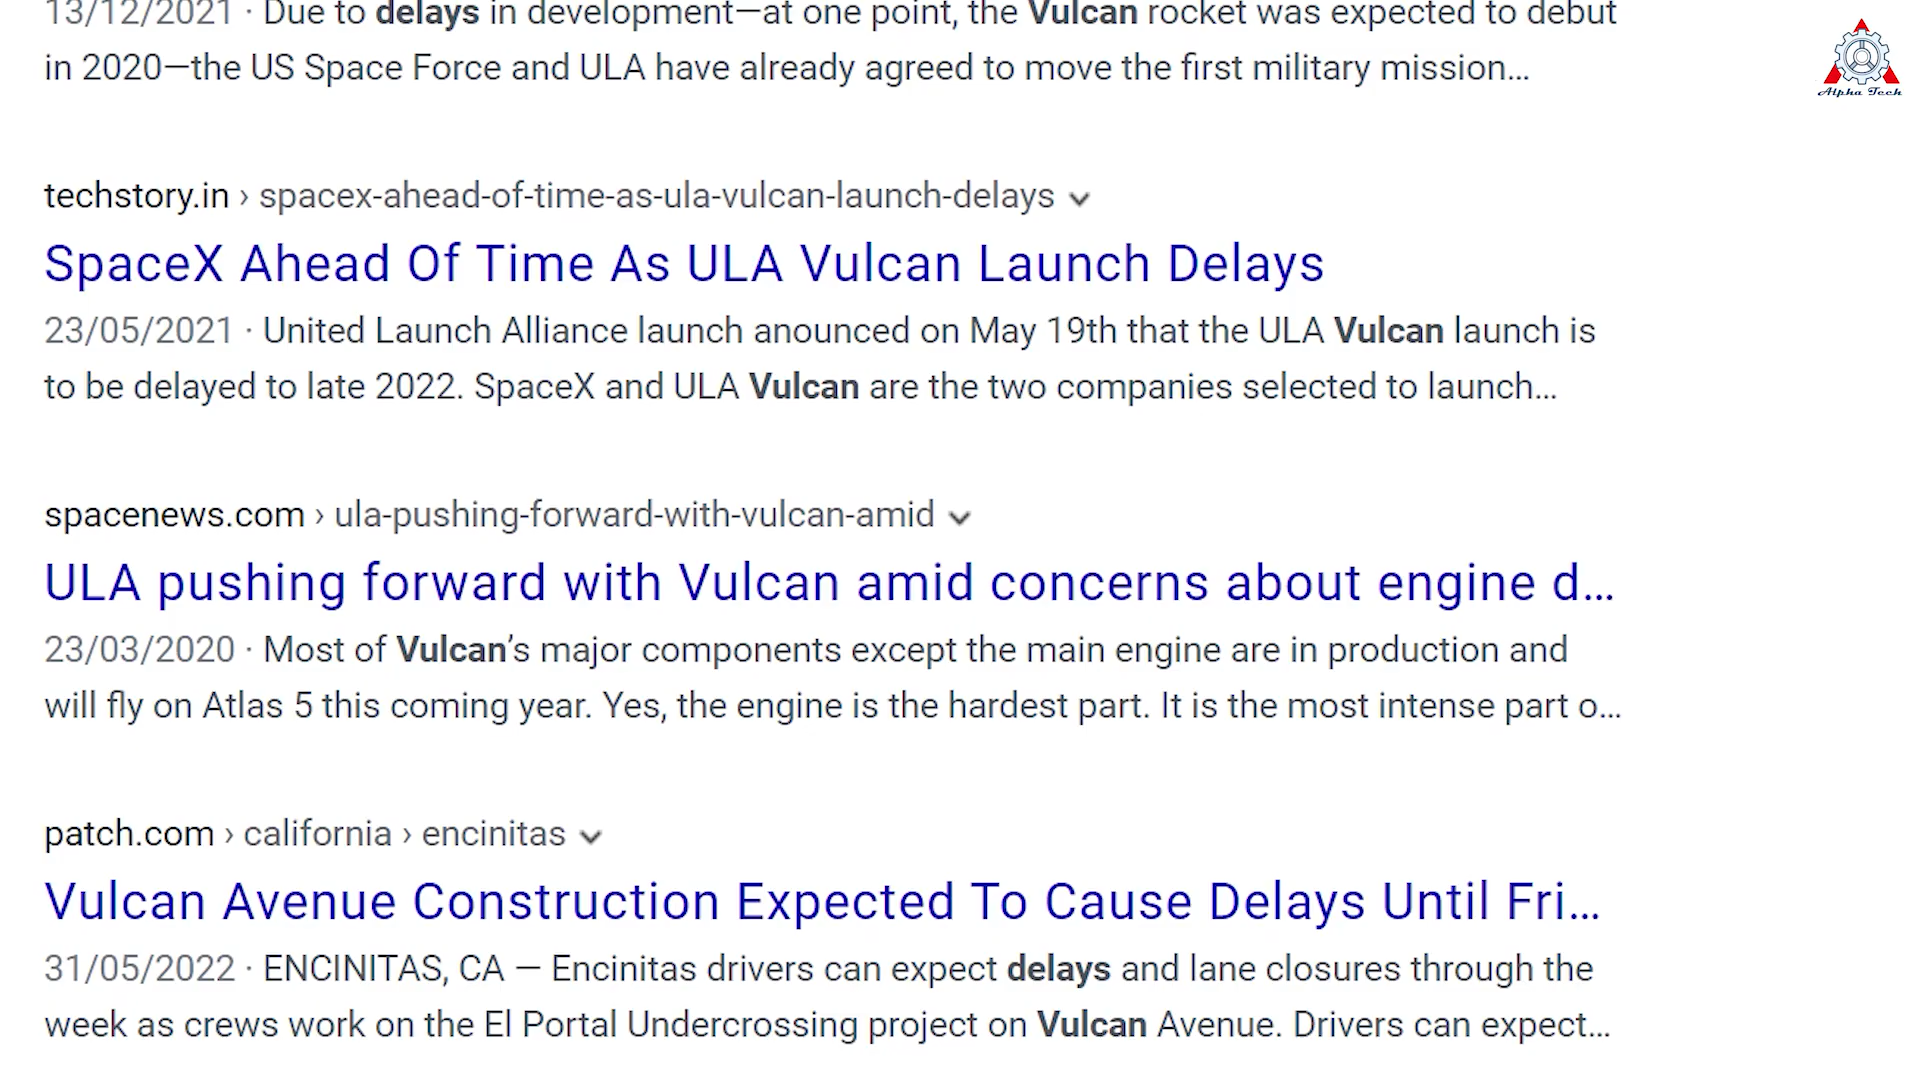 13/12/2021 · Due to delays in development—at one point, the Vulcan rocket was expected to debut
in 2020—the US Space Force and ULA have already agreed to move the first military mission...
Alpha Tech
techstory.in › spacex-ahead-of-time-as-ula-vulcan-launch-delays
SpaceX Ahead Of Time As ULA Vulcan Launch Delays
23/05/2021 · United Launch Alliance launch anounced on May 19th that the ULA Vulcan launch is
to be delayed to late 2022. SpaceX and ULA Vulcan are the two companies selected to launch...
spacenews.com › ula-pushing-forward-with-vulcan-amid
ULA pushing forward with Vulcan amid concerns about engine d...
23/03/2020 · Most of Vulcan’s major components except the main engine are in production and
will fly on Atlas 5 this coming year. Yes, the engine is the hardest part. It is the most intense part o...
patch.com › california › encinitas
Vulcan Avenue Construction Expected To Cause Delays Until Fri...
31/05/2022 · ENCINITAS, CA — Encinitas drivers can expect delays and lane closures through the
week as crews work on the El Portal Undercrossing project on Vulcan Avenue. Drivers can expect...